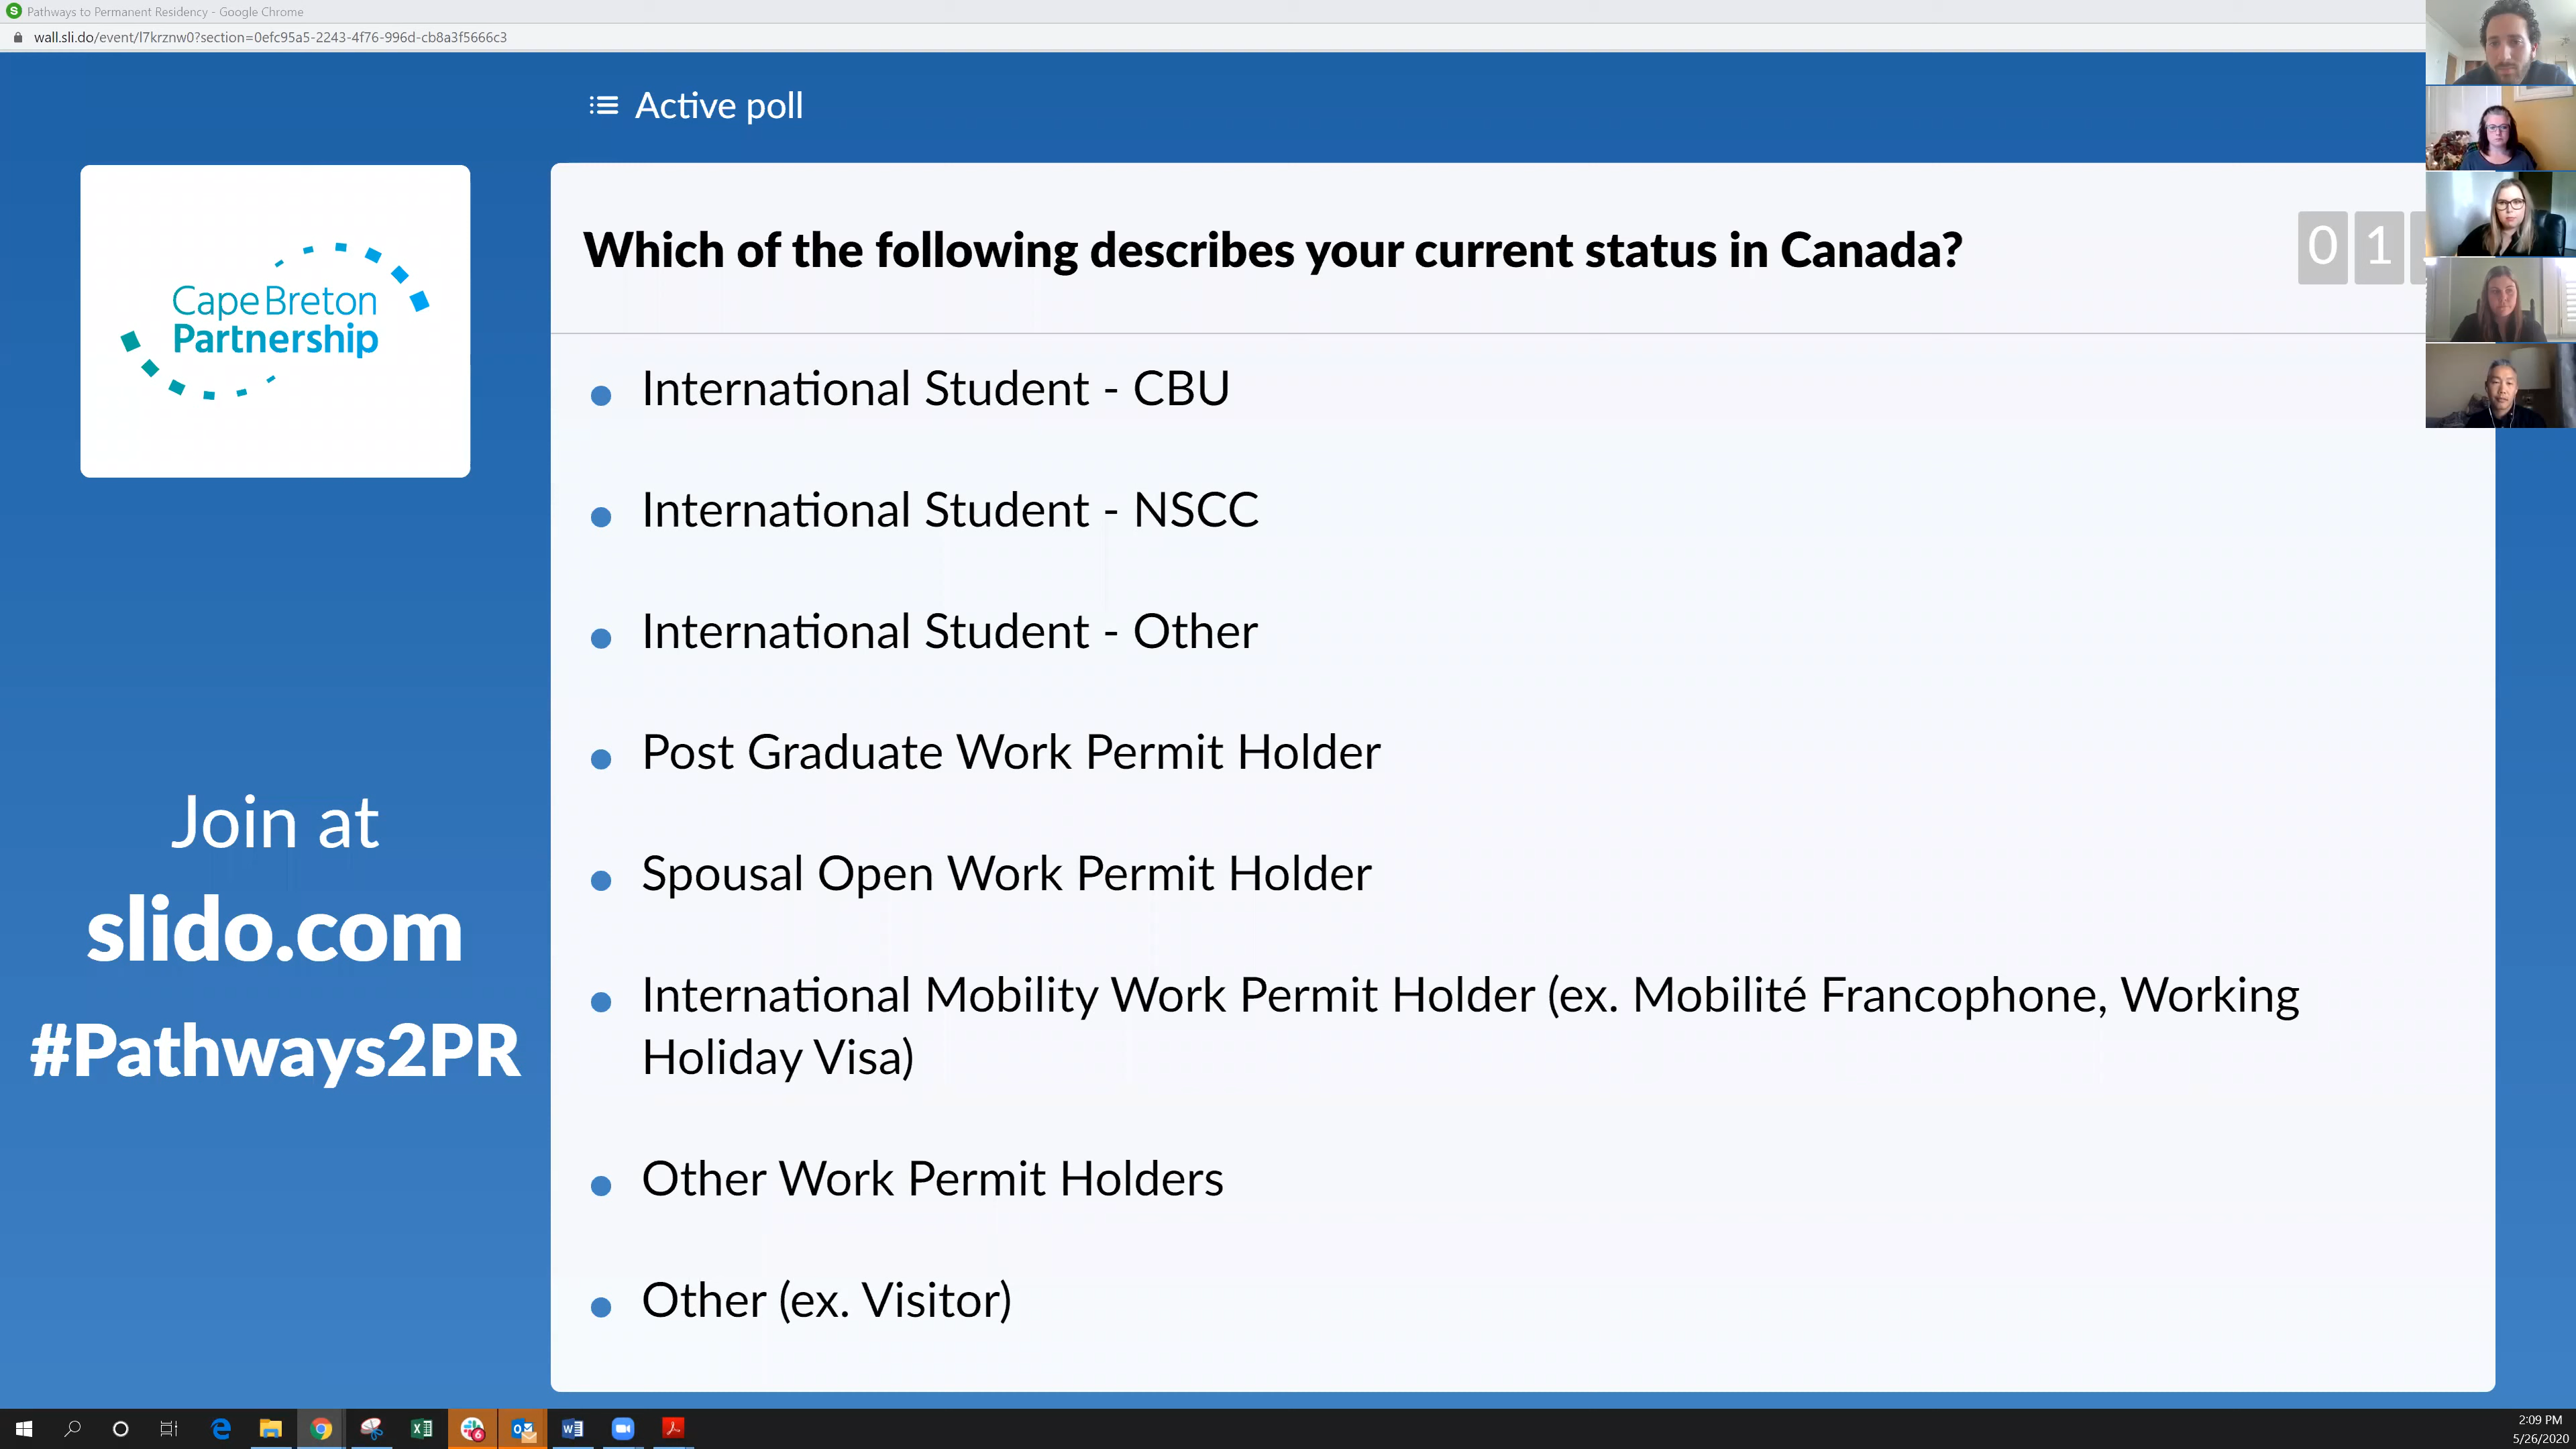 Pathways to Permanent Residency - Google Chrome
wall.sli.do/event/l7krznw0?section=0efc95a5-2243-4f76-996d-cb8a3f5666c3
Active poll
Cape Breton
Partnership
Which of the following describes your current status in Canada?
0 1
International Student - CBU
International Student - NSCC
International Student - Other
Post Graduate Work Permit Holder
Spousal Open Work Permit Holder
International Mobility Work Permit Holder (ex. Mobilité Francophone, Working
Holiday Visa)
Other Work Permit Holders
Other (ex. Visitor)
Join at
slido.com
#Pathways2PR
2:09 PM
5/26/2020